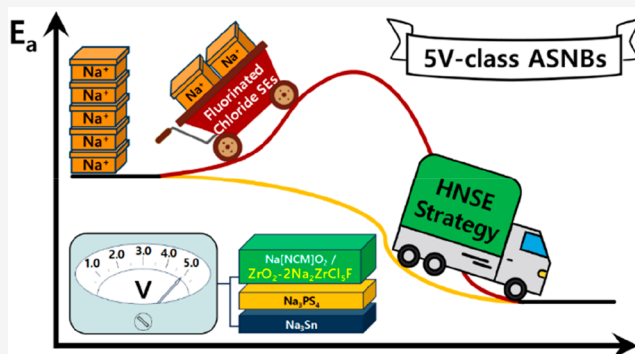 Eₐ
5V-class ASNBs
Na⁺
Na⁺
Na⁺
Na⁺
Na⁺
Na⁺
Na⁺
Fluorinated
Chloride SEs
HNSE
Strategy
1.0 2.0 3.0 4.0 5.0
V
Na[NCM]O₂ /
ZrO₂-2Na₂ZrCl₅F
Na₃PS₄
Na₃Sn